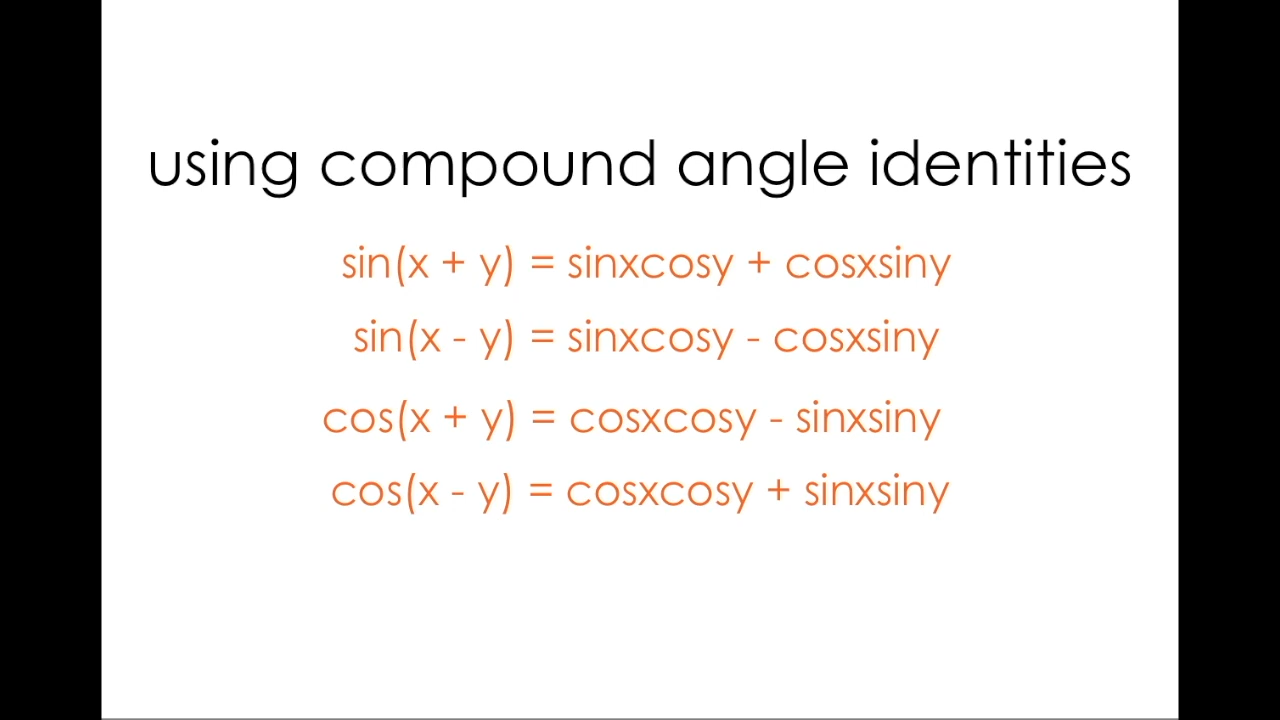 using compound angle identities
sin(x + y) = sinxcosy + cosxsiny
sin(x - y) = sinxcosy - cosxsiny
cos(x + y) = cosxcosy - sinxsiny
cos(x - y) = cosxcosy + sinxsiny